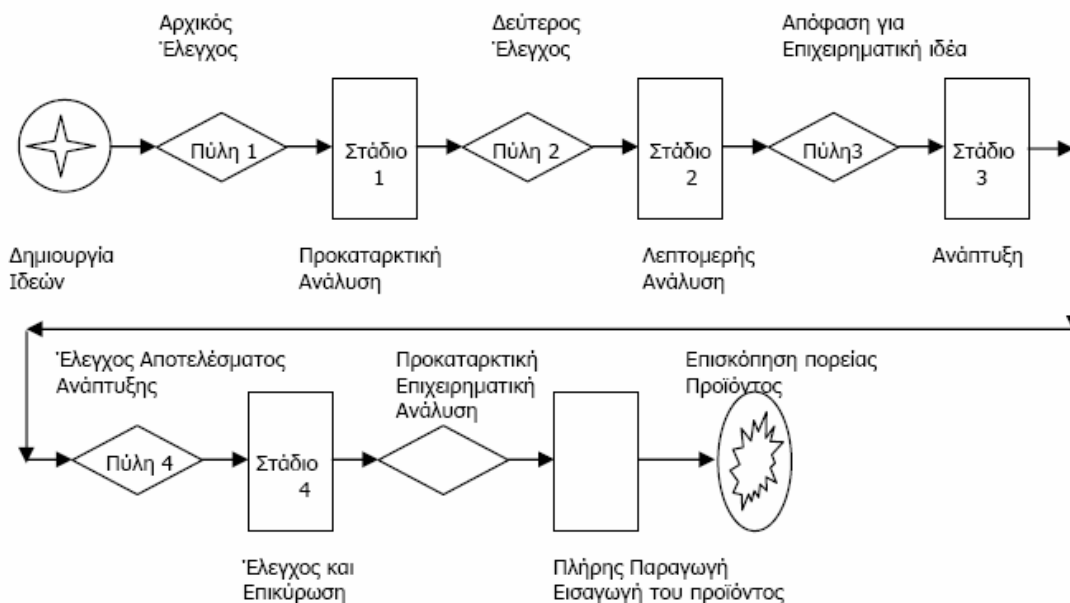 Αρχικός
Έλεγχος
Δεύτερος
Έλεγχος
Απόφαση για
Επιχειρηματική ιδέα
Πύλη 1
Στάδιο
1
Πύλη 2
Στάδιο
2
Πύλη3
Στάδιο
3
Δημιουργία
Ιδεών
Προκαταρκτική
Ανάλυση
Λεπτομερής
Ανάλυση
Ανάπτυξη
Έλεγχος Αποτελέσματος
Ανάπτυξης
Προκαταρκτική
Επιχειρηματική
Ανάλυση
Επισκόπηση πορείας
Προϊόντος
Πύλη 4
Στάδιο
4
Έλεγχος και
Επικύρωση
Πλήρης Παραγωγή
Εισαγωγή του προϊόντος